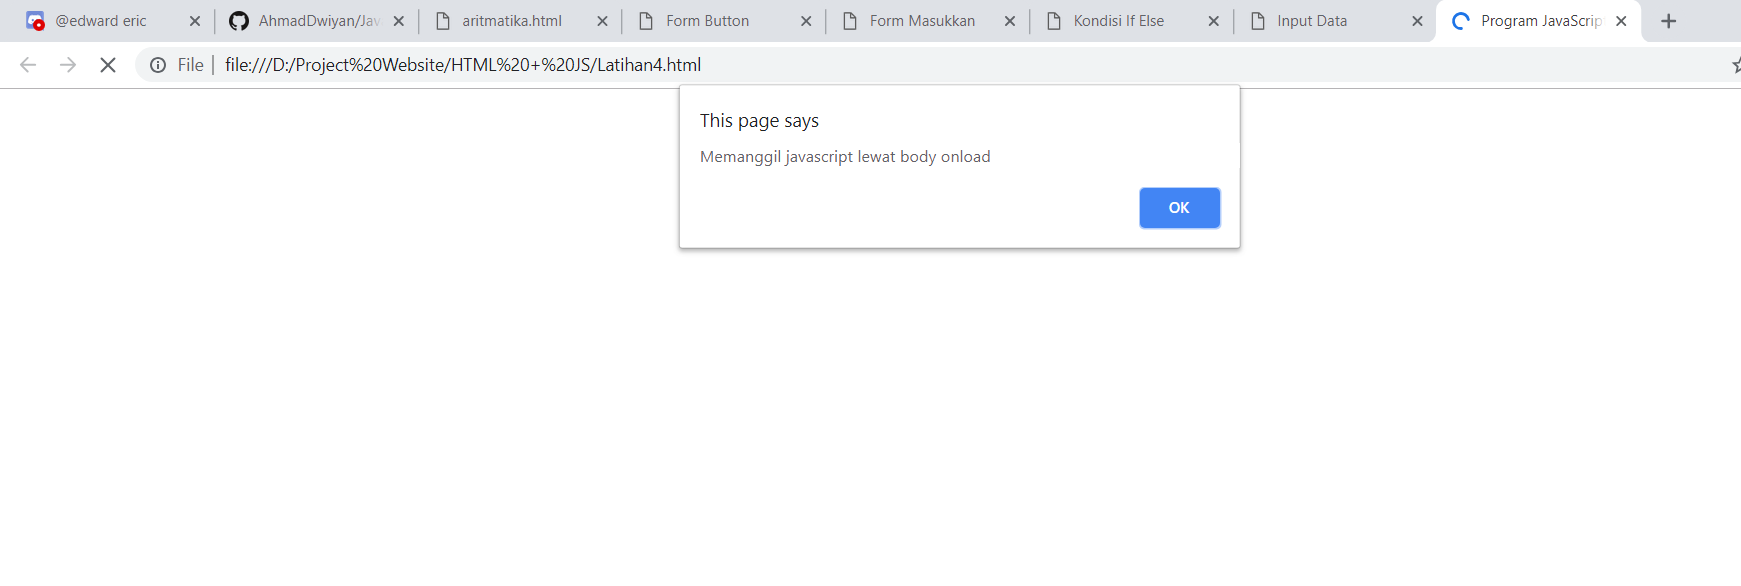 @edward eric
AhmadDwiyan/Jav
aritmatika.html
Form Button
Form Masukkan
Kondisi If Else
Input Data
Program JavaScrip
File
file:///D:/Project%20Website/HTML%20+%20JS/Latihan4.html
This page says
Memanggil javascript lewat body onload
OK